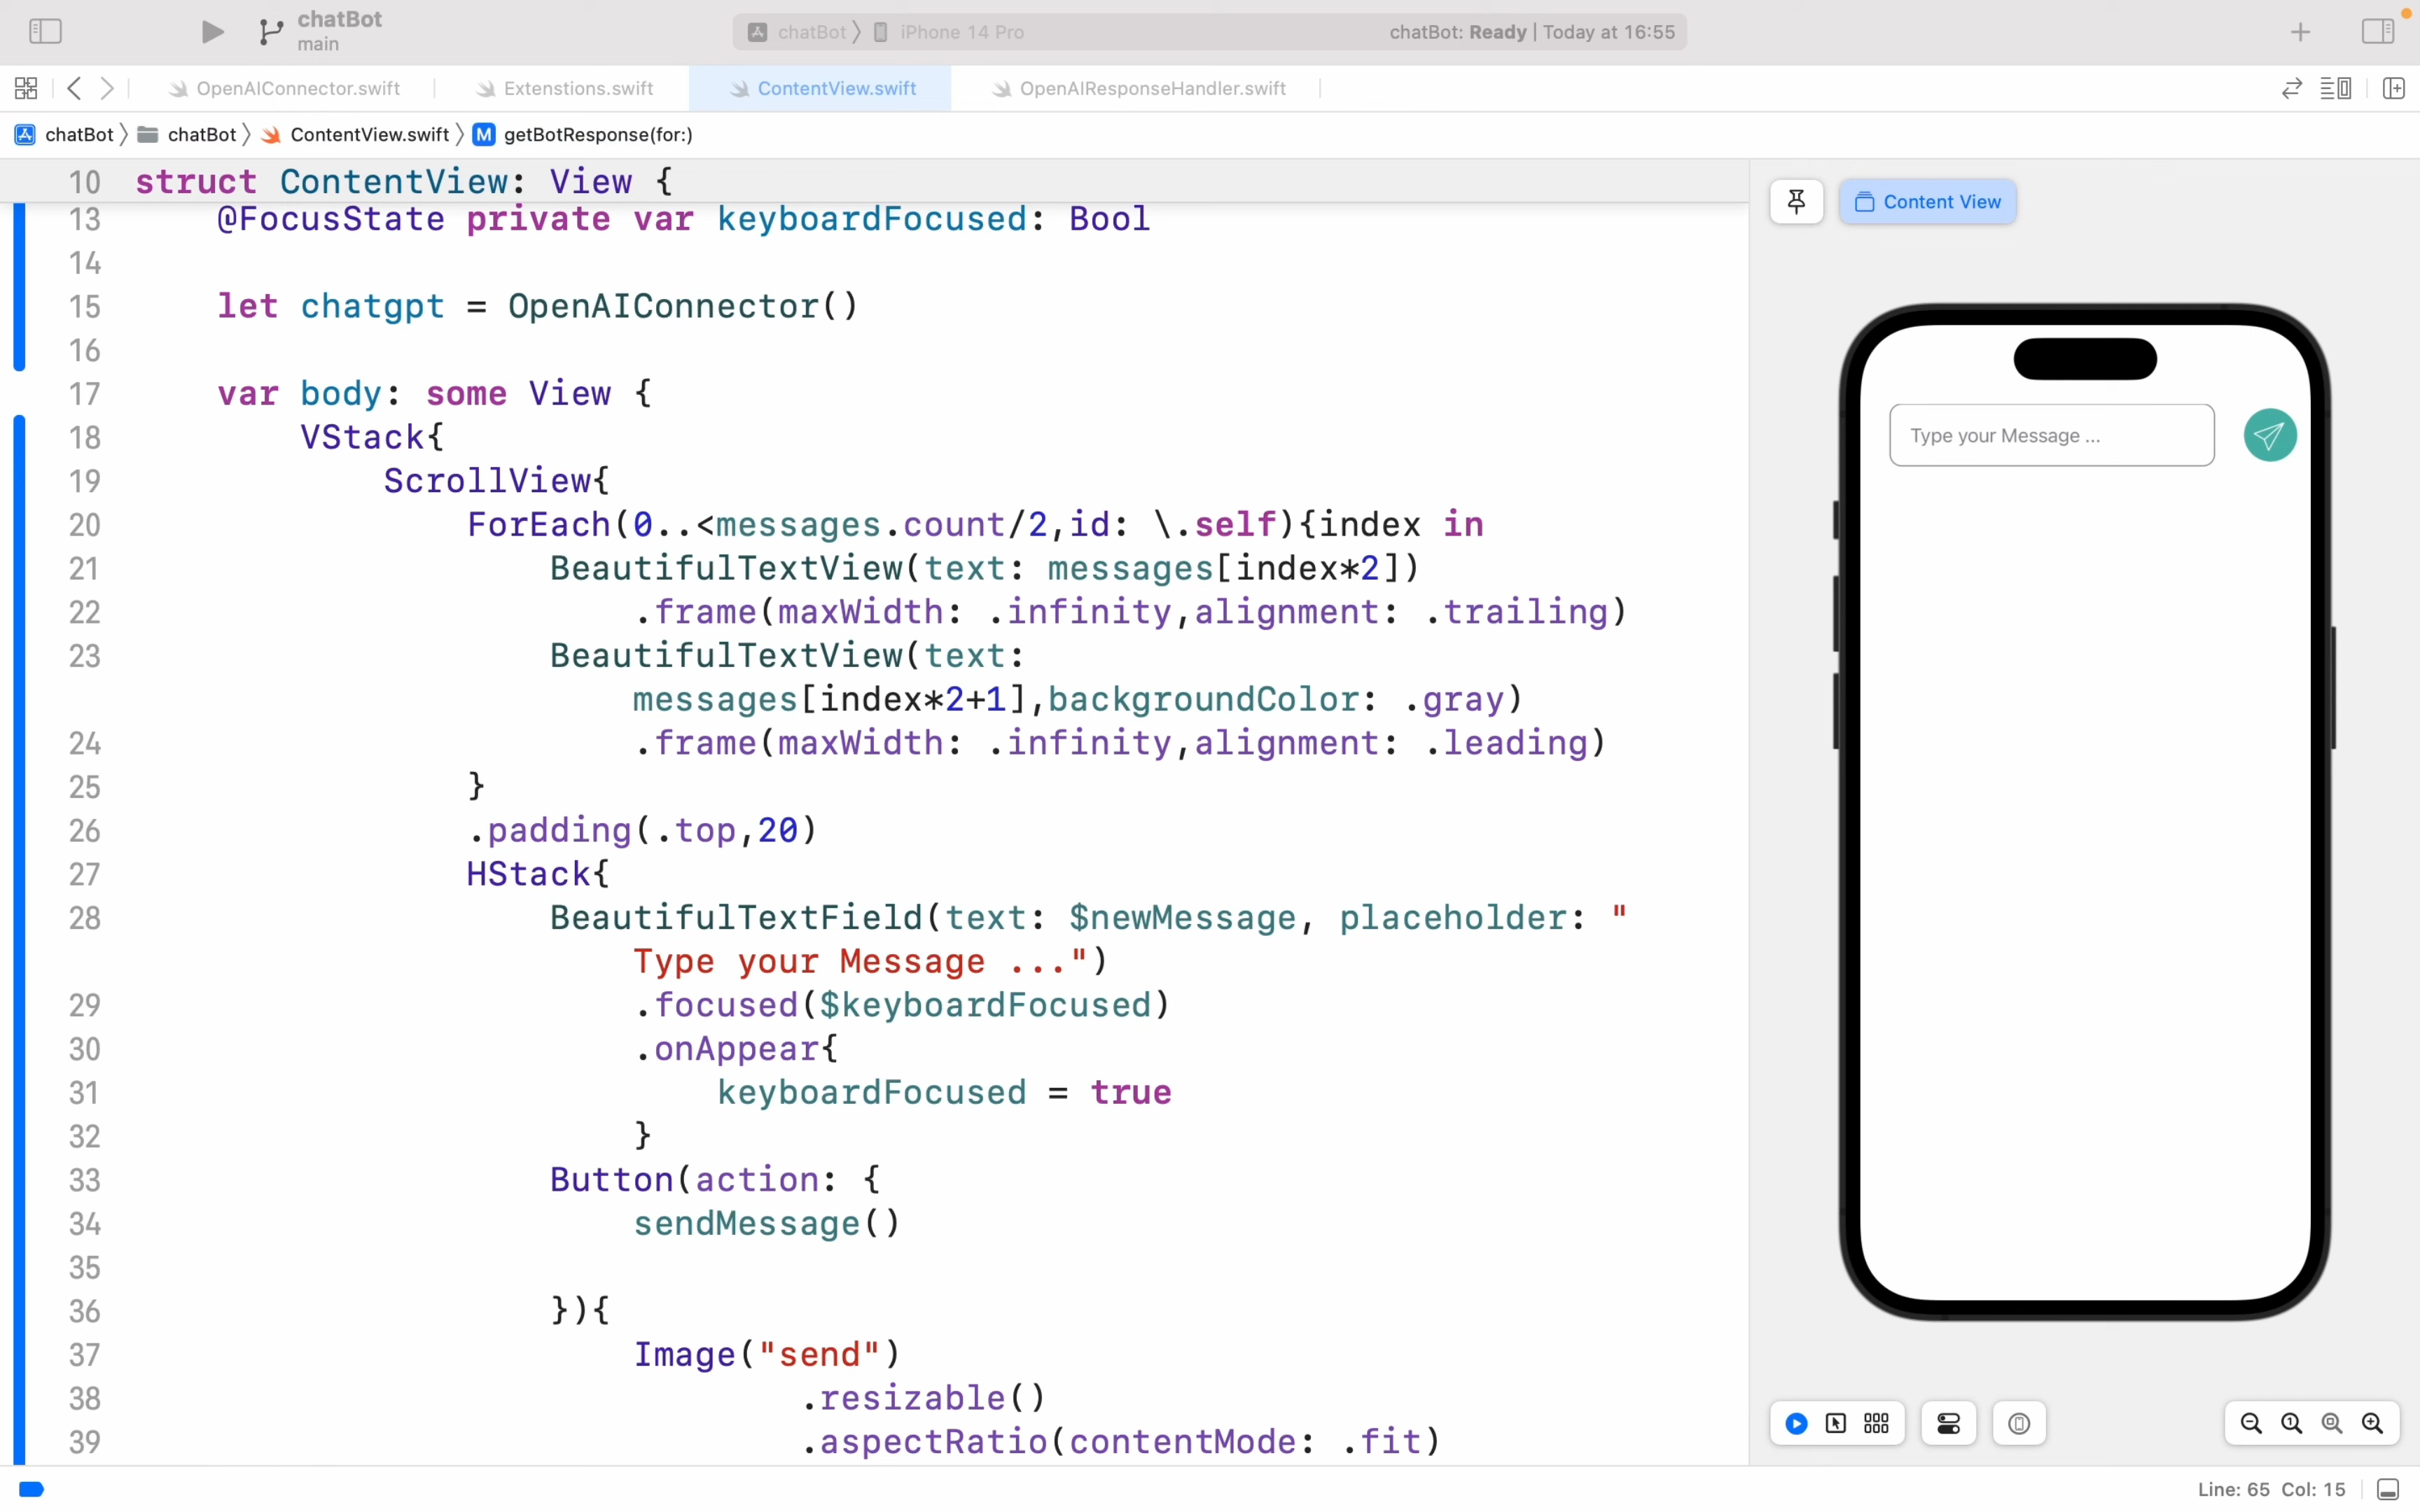 chatBot
main
chatBot 〉 iPhone 14 Pro
chatBot: Ready | Today at 16:55
OpenAIConnector.swift
Extenstions.swift
ContentView.swift
OpenAIResponseHandler.swift
chatBot 〉 chatBot 〉 ContentView.swift 〉 M getBotResponse(for:)
10 struct ContentView: View {
13 @FocusState private var keyboardFocused: Bool
14
15 let chatgpt = OpenAIConnector()
16
17 var body: some View {
18 VStack{
19 ScrollView{
20 ForEach(0..<messages.count/2,id: \.self){index in
21 BeautifulTextView(text: messages[index*2])
22 .frame(maxWidth: .infinity,alignment: .trailing)
23 BeautifulTextView(text:
messages[index*2+1],backgroundColor: .gray)
24 .frame(maxWidth: .infinity,alignment: .leading)
25 }
26 .padding(.top,20)
27 HStack{
28 BeautifulTextField(text: $newMessage, placeholder: "
Type your Message ...")
29 .focused($keyboardFocused)
30 .onAppear{
31 keyboardFocused = true
32 }
33 Button(action: {
34 sendMessage()
35
36 }){
37 Image("send")
38 .resizable()
39 .aspectRatio(contentMode: .fit)
Content View
Type your Message ...
Line: 65 Col: 15